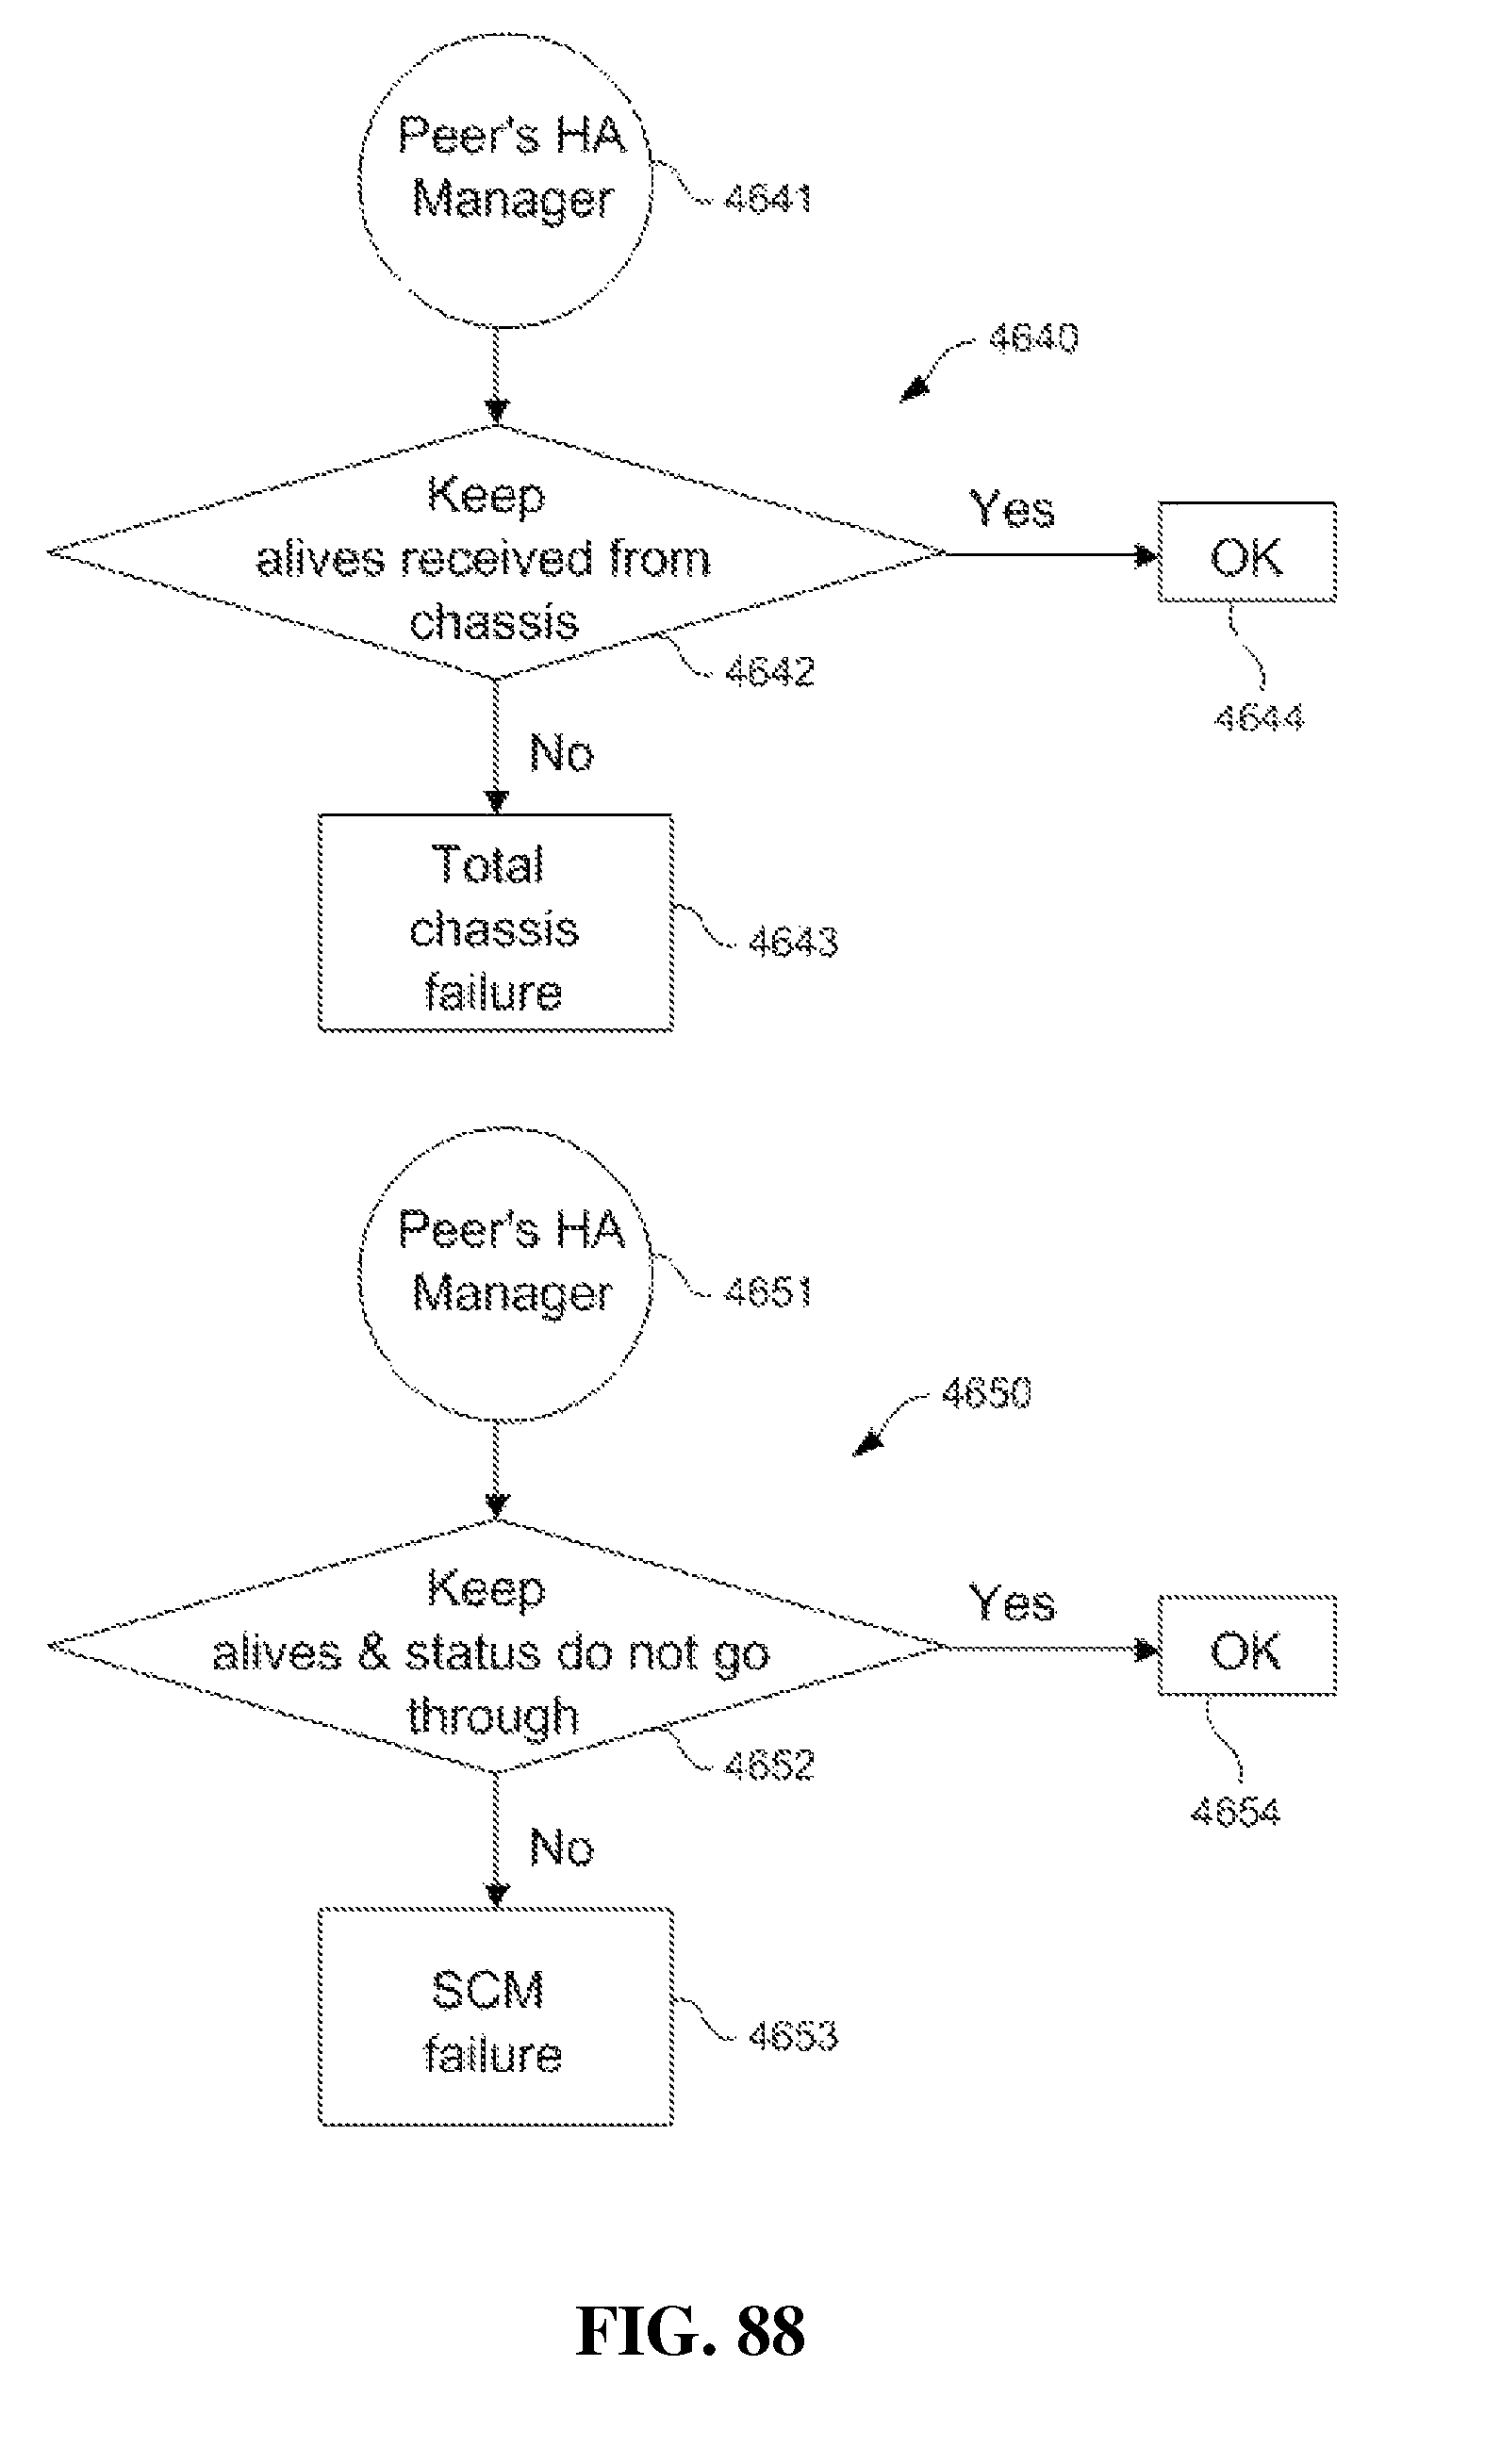 Peer's HA
Manager
4641
4640
Keep
alives received from
chassis
4642
Yes
OK
4644
No
Total
chassis
failure
4643
Peer's HA
Manager
4651
4650
Keep
alives & status do not go
through
4652
Yes
OK
4654
No
SCM
failure
4653
FIG. 88